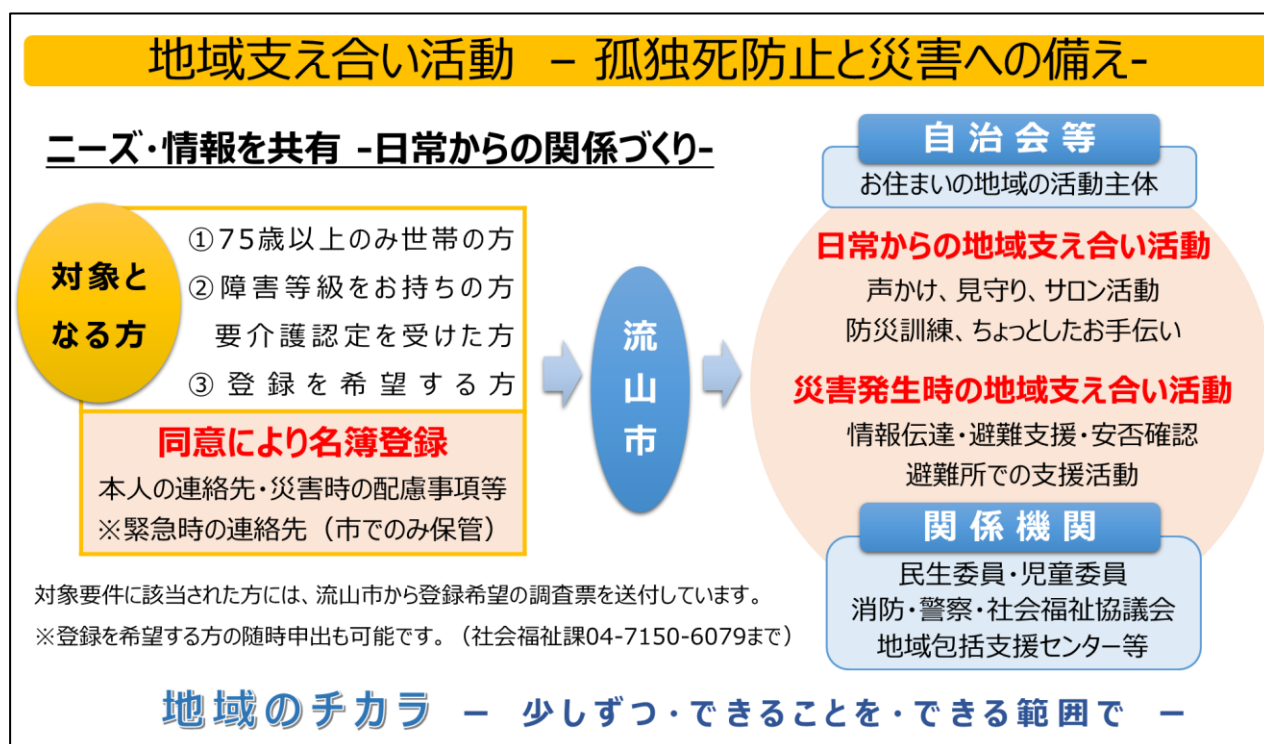 地域支え合い活動 － 孤独死防止と災害への備え-
ニーズ・情報を共有 -日常からの関係づくり-
対象と
なる方
①75歳以上のみ世帯の方
②障害等級をお持ちの方
要介護認定を受けた方
③登録を希望する方
同意により名簿登録
本人の連絡先・災害時の配慮事項等
※緊急時の連絡先（市でのみ保管）
流山市
自治会等
お住まいの地域の活動主体
日常からの地域支え合い活動
声かけ、見守り、サロン活動
防災訓練、ちょっとしたお手伝い
災害発生時の地域支え合い活動
情報伝達・避難支援・安否確認
避難所での支援活動
関係機関
民生委員・児童委員
消防・警察・社会福祉協議会
地域包括支援センター等
対象要件に該当された方には、流山市から登録希望の調査票を送付しています。
※登録を希望する方の随時申出も可能です。（社会福祉課04-7150-6079まで）
地域のチカラ － 少しずつ・できることを・できる範囲で －